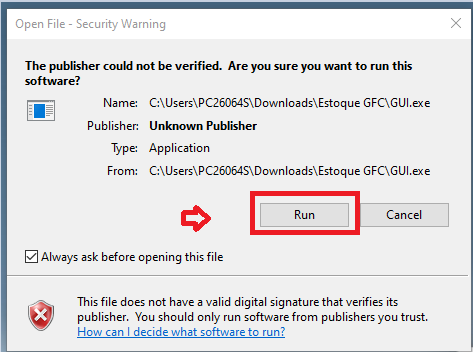 Open File - Security Warning
The publisher could not be verified.  Are you sure you want to run this
software?
Name: C:\Users\PC26064S\Downloads\Estoque GFC\GUI.exe
Publisher: Unknown Publisher
Type: Application
From: C:\Users\PC26064S\Downloads\Estoque GFC\GUI.exe
Run Cancel
Always ask before opening this file
This file does not have a valid digital signature that verifies its
publisher.  You should only run software from publishers you trust.
How can I decide what software to run?